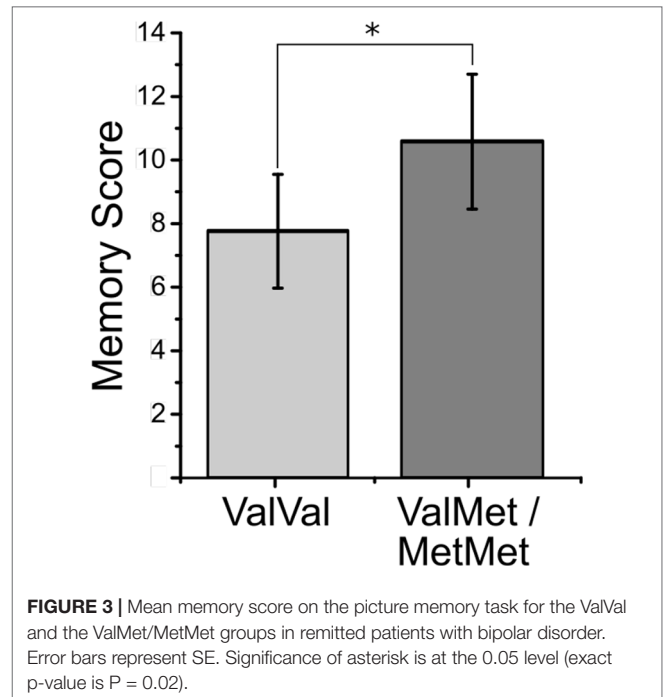 14
12
10
8
6
4
2
Memory Score
*
ValVal
ValMet /
MetMet
FIGURE 3 | Mean memory score on the picture memory task for the ValVal
and the ValMet/MetMet groups in remitted patients with bipolar disorder.
Error bars represent SE. Significance of asterisk is at the 0.05 level (exact
p-value is P = 0.02).